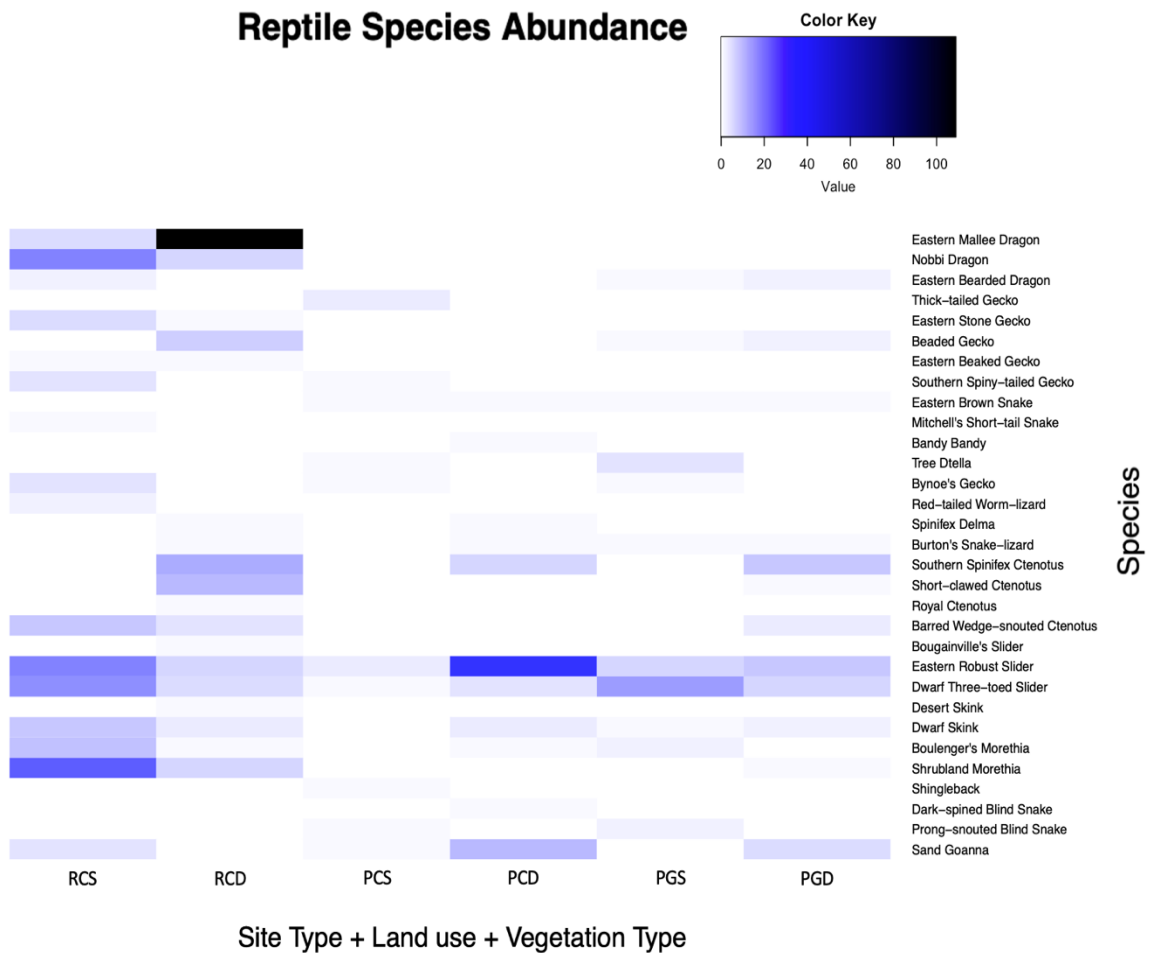 Reptile Species Abundance
Color Key
0 20 40 60 80 100
Value
Eastern Mallee Dragon
Nobbi Dragon
Eastern Bearded Dragon
Thick−tailed Gecko
Eastern Stone Gecko
Beaded Gecko
Eastern Beaked Gecko
Southern Spiny−tailed Gecko
Eastern Brown Snake
Mitchell's Short−tail Snake
Bandy Bandy
Tree Dtella
Bynoe's Gecko
Red−tailed Worm−lizard
Spinifex Delma
Burton's Snake−lizard
Southern Spinifex Ctenotus
Short−clawed Ctenotus
Royal Ctenotus
Barred Wedge−snouted Ctenotus
Bougainville's Slider
Eastern Robust Slider
Dwarf Three−toed Slider
Desert Skink
Dwarf Skink
Boulenger's Morethia
Shrubland Morethia
Shingleback
Dark−spined Blind Snake
Prong−snouted Blind Snake
Sand Goanna
Species
RCS RCD PCS PCD PGS PGD
Site Type + Land use + Vegetation Type